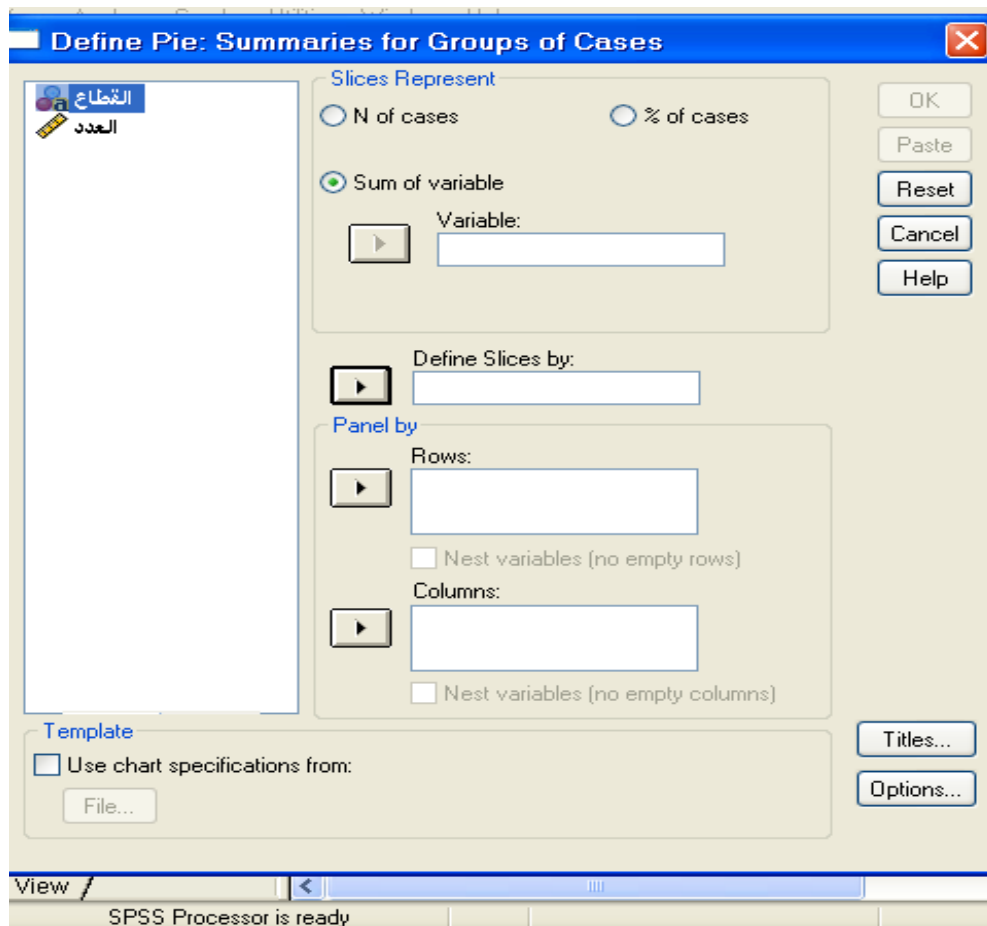 Define Pie: Summaries for Groups of Cases
القطاع
العدد
Slices Represent
N of cases
% of cases
Sum of variable
Variable:
Define Slices by:
Panel by
Rows:
Nest variables (no empty rows)
Columns:
Nest variables (no empty columns)
OK
Paste
Reset
Cancel
Help
Template
Use chart specifications from:
File...
Titles...
Options...
View
SPSS Processor is ready